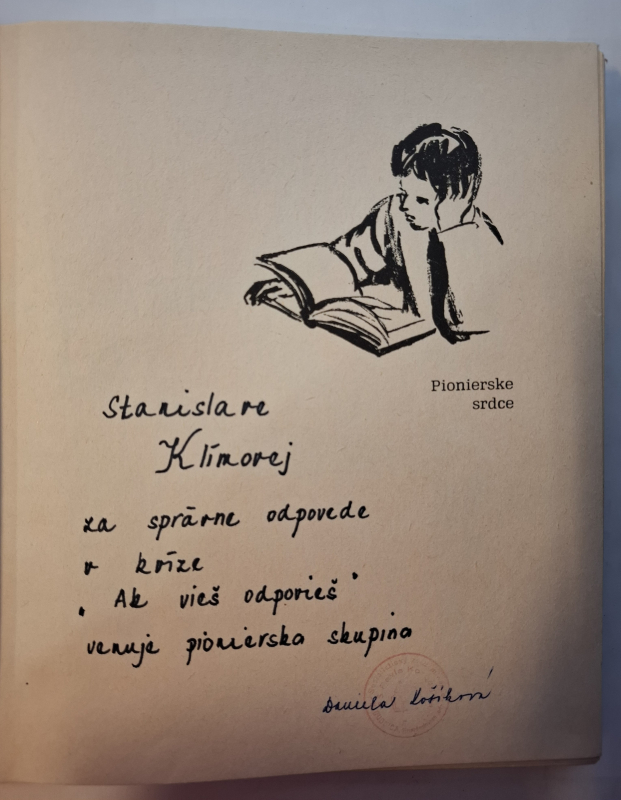 Pionierske
srdce
Stanislave
Klímovej
za správne odpovede
v kvíze
"Ak vieš odpovieš"
venuje pionierska skupina
Daniela